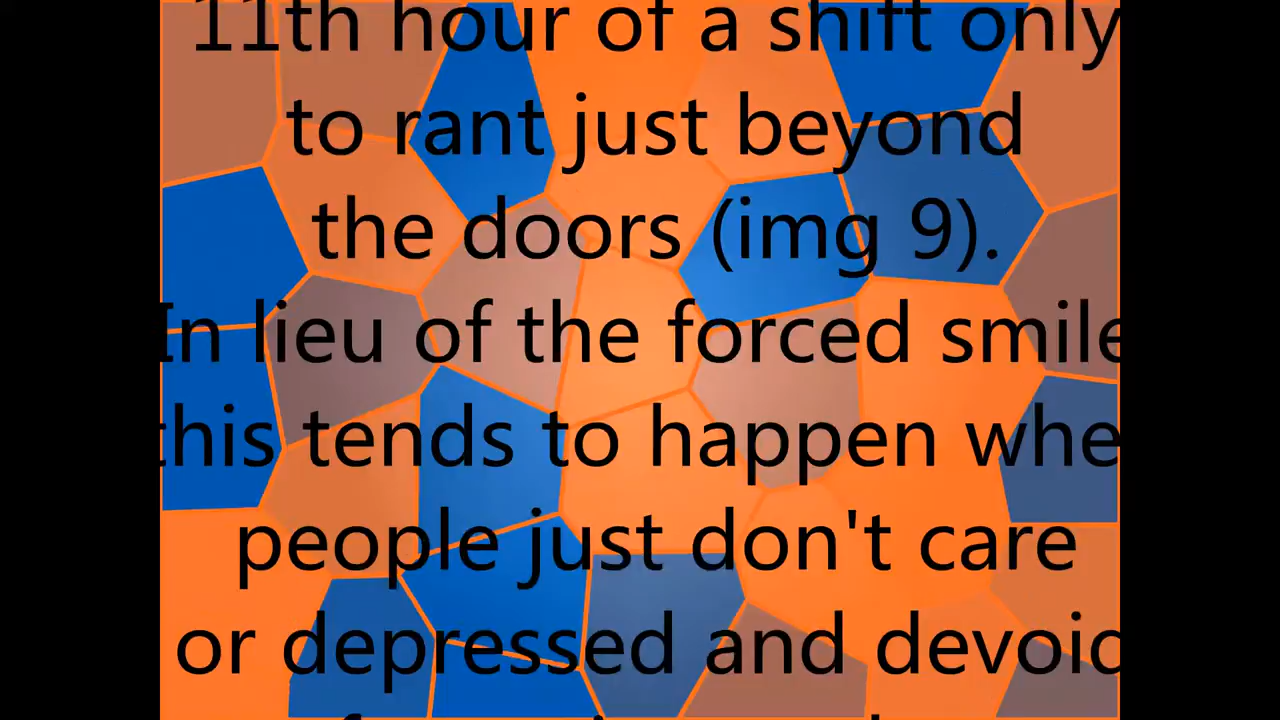 11th hour of a shift only
to rant just beyond
the doors (img 9).
In lieu of the forced smile
this tends to happen whe
people just don't care
or depressed and devoid